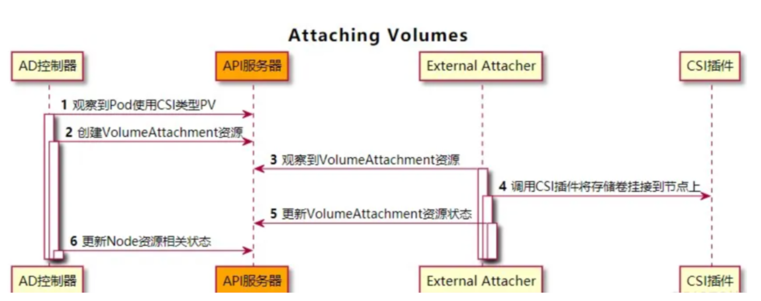 Attaching Volumes
AD控制器
API服务器
External Attacher
CSI插件
1 观察到Pod使用CSI类型PV
2 创建VolumeAttachment资源
3 观察到VolumeAttachment资源
4 调用CSI插件将存储卷挂接到节点上
5 更新VolumeAttachment资源状态
6 更新Node资源相关状态
AD控制器
API服务器
External Attacher
CSI插件